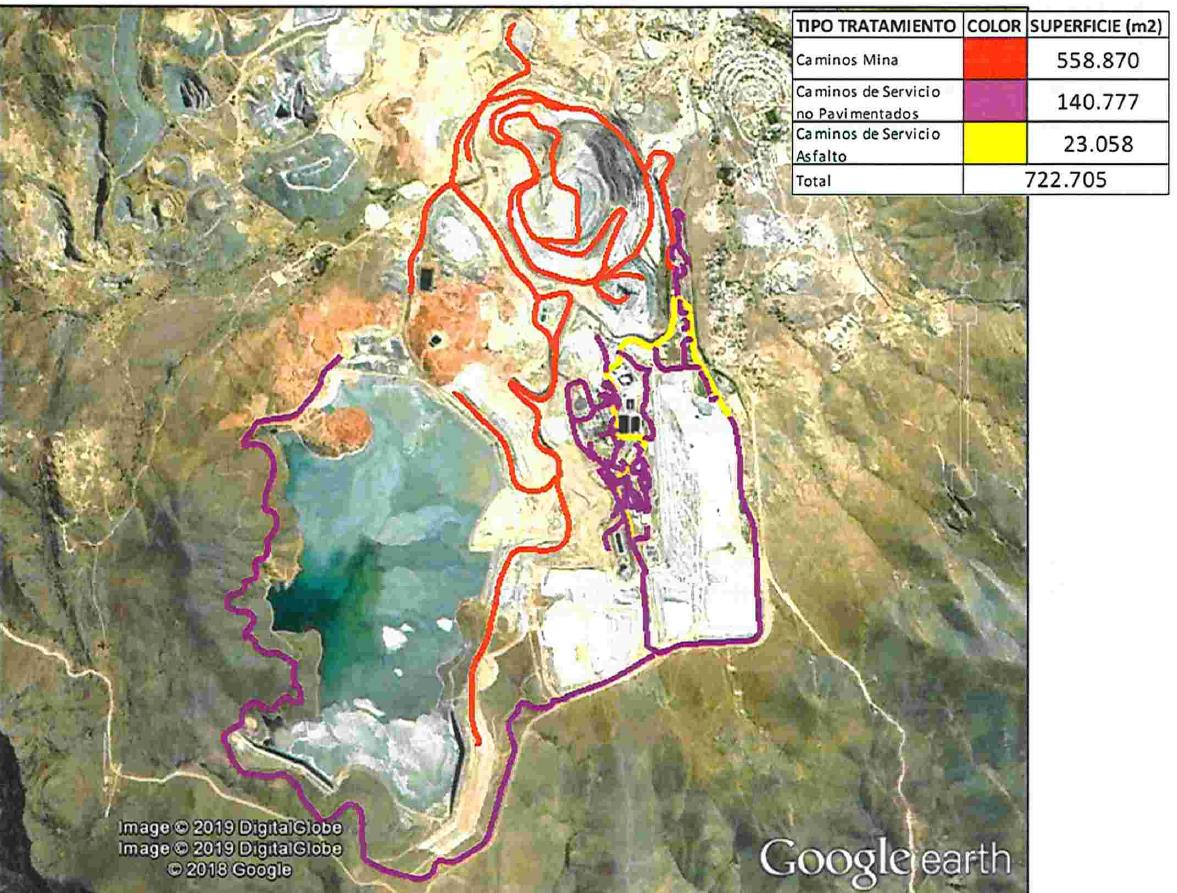 TIPO TRATAMIENTO COLOR SUPERFICIE (m2)
Caminos Mina 558.870
Caminos de Servicio
no Pavimentados 140.777
Caminos de Servicio
Asfalto 23.058
Total 722.705
Image © 2019 DigitalGlobe
Image © 2019 DigitalGlobe
© 2018 Google
Google earth